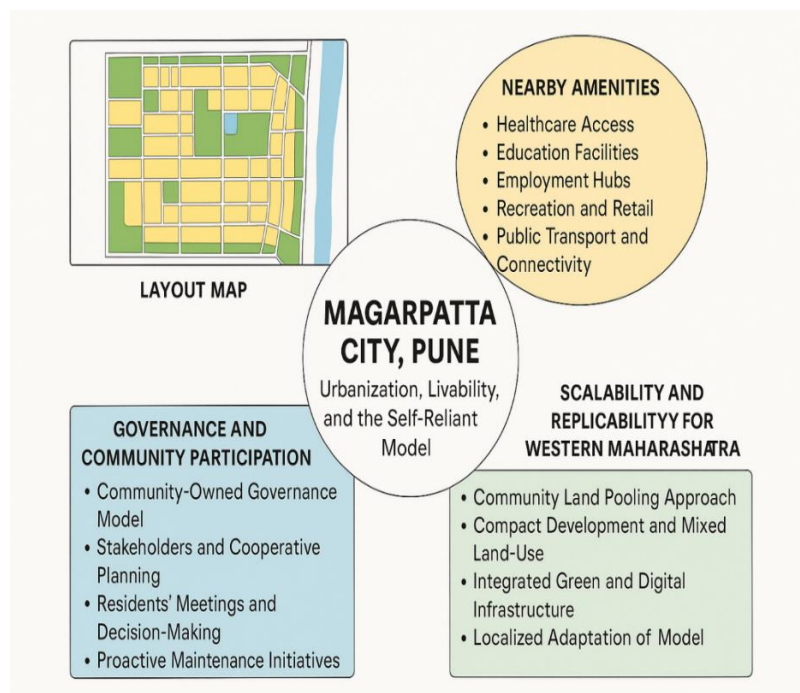 LAYOUT MAP
NEARBY AMENITIES
• Healthcare Access
• Education Facilities
• Employment Hubs
• Recreation and Retail
• Public Transport and
Connectivity
MAGARPATTA
CITY, PUNE
Urbanization, Livability,
and the Self-Reliant
Model
GOVERNANCE AND
COMMUNITY PARTICIPATION
• Community-Owned Governance
Model
• Stakeholders and Cooperative
Planning
• Residents' Meetings and
Decision-Making
• Proactive Maintenance Initiatives
SCALABILITY AND
REPLICABILITYY FOR
WESTERN MAHARASHTRA
• Community Land Pooling Approach
• Compact Development and Mixed
Land-Use
• Integrated Green and Digital
Infrastructure
• Localized Adaptation of Model